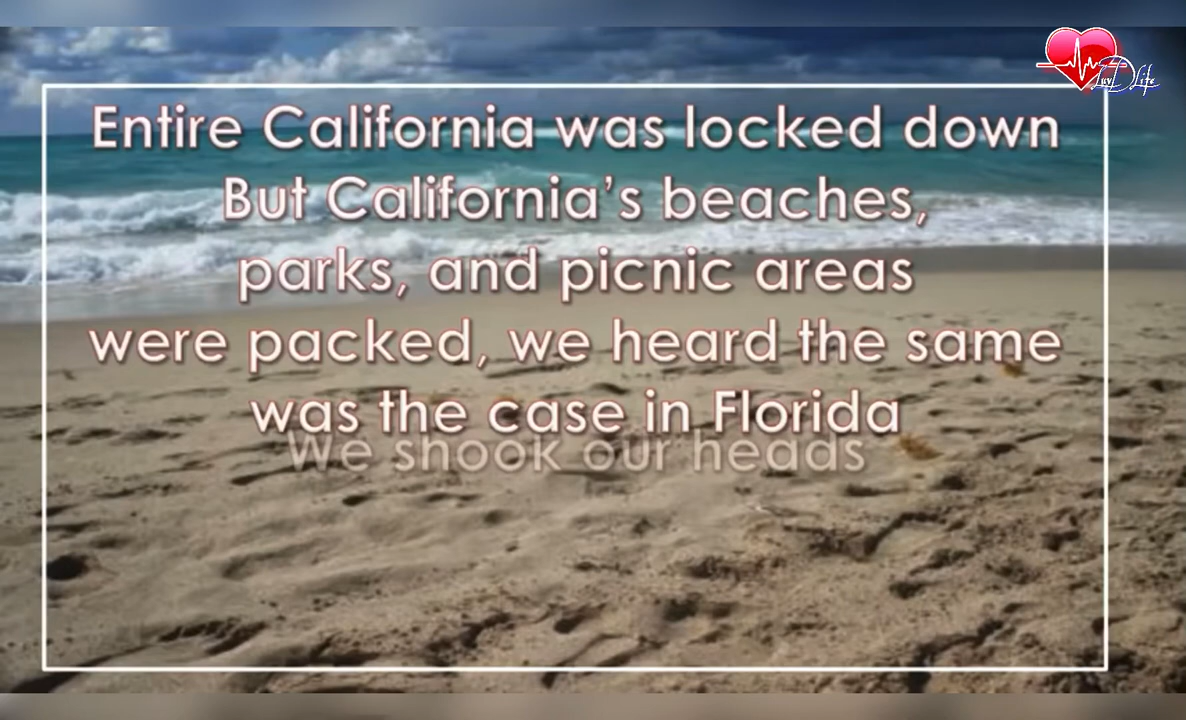 LuvDLife
Entire California was locked down
But California's beaches,
parks, and picnic areas
were packed, we heard the same
was the case in Florida
We shook our heads